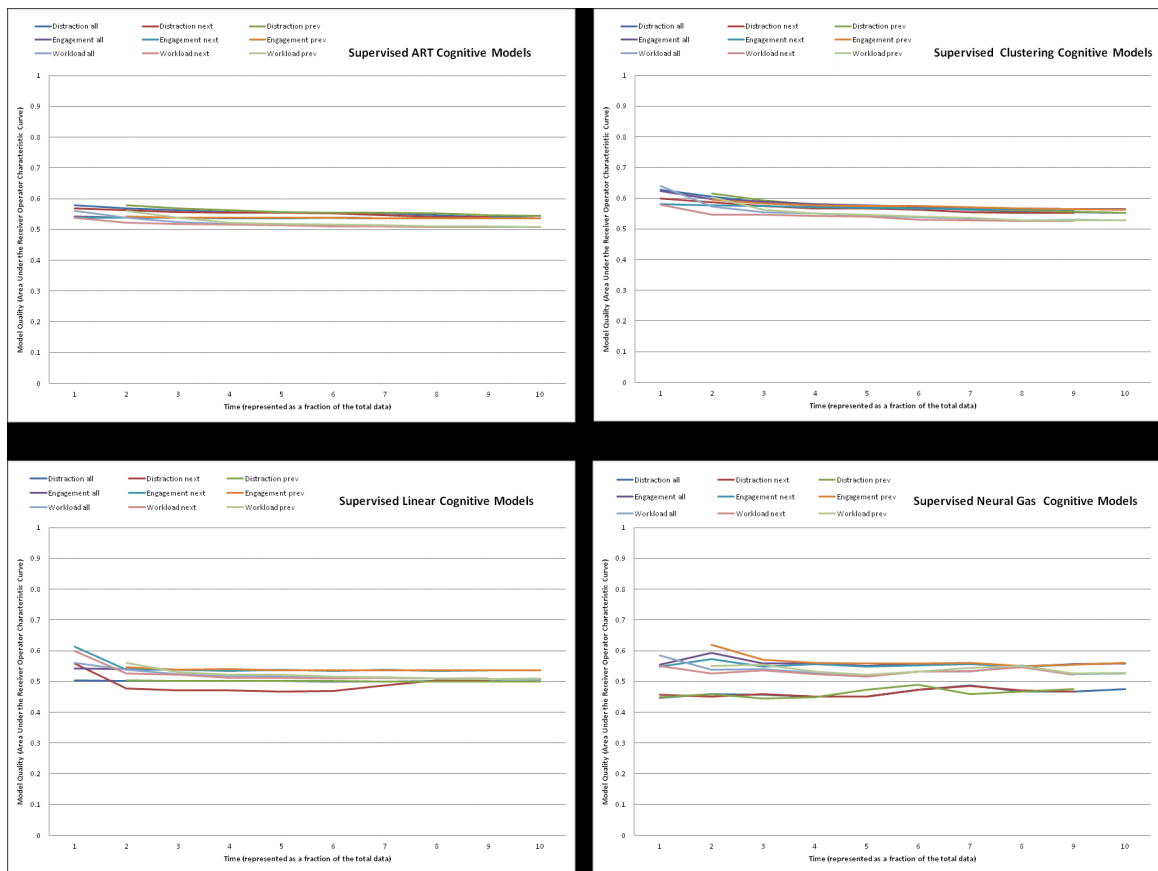 Distraction all Distraction next Distraction prev
Engagement all Engagement next Engagement prev
Workload all Workload next Workload prev
Supervised ART Cognitive Models
Model Quality (Area Under the Receiver Operator Characteristic Curve)
1
0.9
0.8
0.7
0.6
0.5
0.4
0.3
0.2
0.1
0
1 2 3 4 5 6 7 8 9 10
Time (represented as a fraction of the total data)
Distraction all Distraction next Distraction prev
Engagement all Engagement next Engagement prev
Workload all Workload next Workload prev
Supervised Clustering Cognitive Models
Model Quality (Area Under the Receiver Operator Characteristic Curve)
1
0.9
0.8
0.7
0.6
0.5
0.4
0.3
0.2
0.1
0
1 2 3 4 5 6 7 8 9 10
Time (represented as a fraction of the total data)
Distraction all Distraction next Distraction prev
Engagement all Engagement next Engagement prev
Workload all Workload next Workload prev
Supervised Linear Cognitive Models
Model Quality (Area Under the Receiver Operator Characteristic Curve)
1
0.9
0.8
0.7
0.6
0.5
0.4
0.3
0.2
0.1
0
1 2 3 4 5 6 7 8 9 10
Time (represented as a fraction of the total data)
Distraction all Distraction next Distraction prev
Engagement all Engagement next Engagement prev
Workload all Workload next Workload prev
Supervised Neural Gas Cognitive Models
Model Quality (Area Under the Receiver Operator Characteristic Curve)
1
0.9
0.8
0.7
0.6
0.5
0.4
0.3
0.2
0.1
0
1 2 3 4 5 6 7 8 9 10
Time (represented as a fraction of the total data)